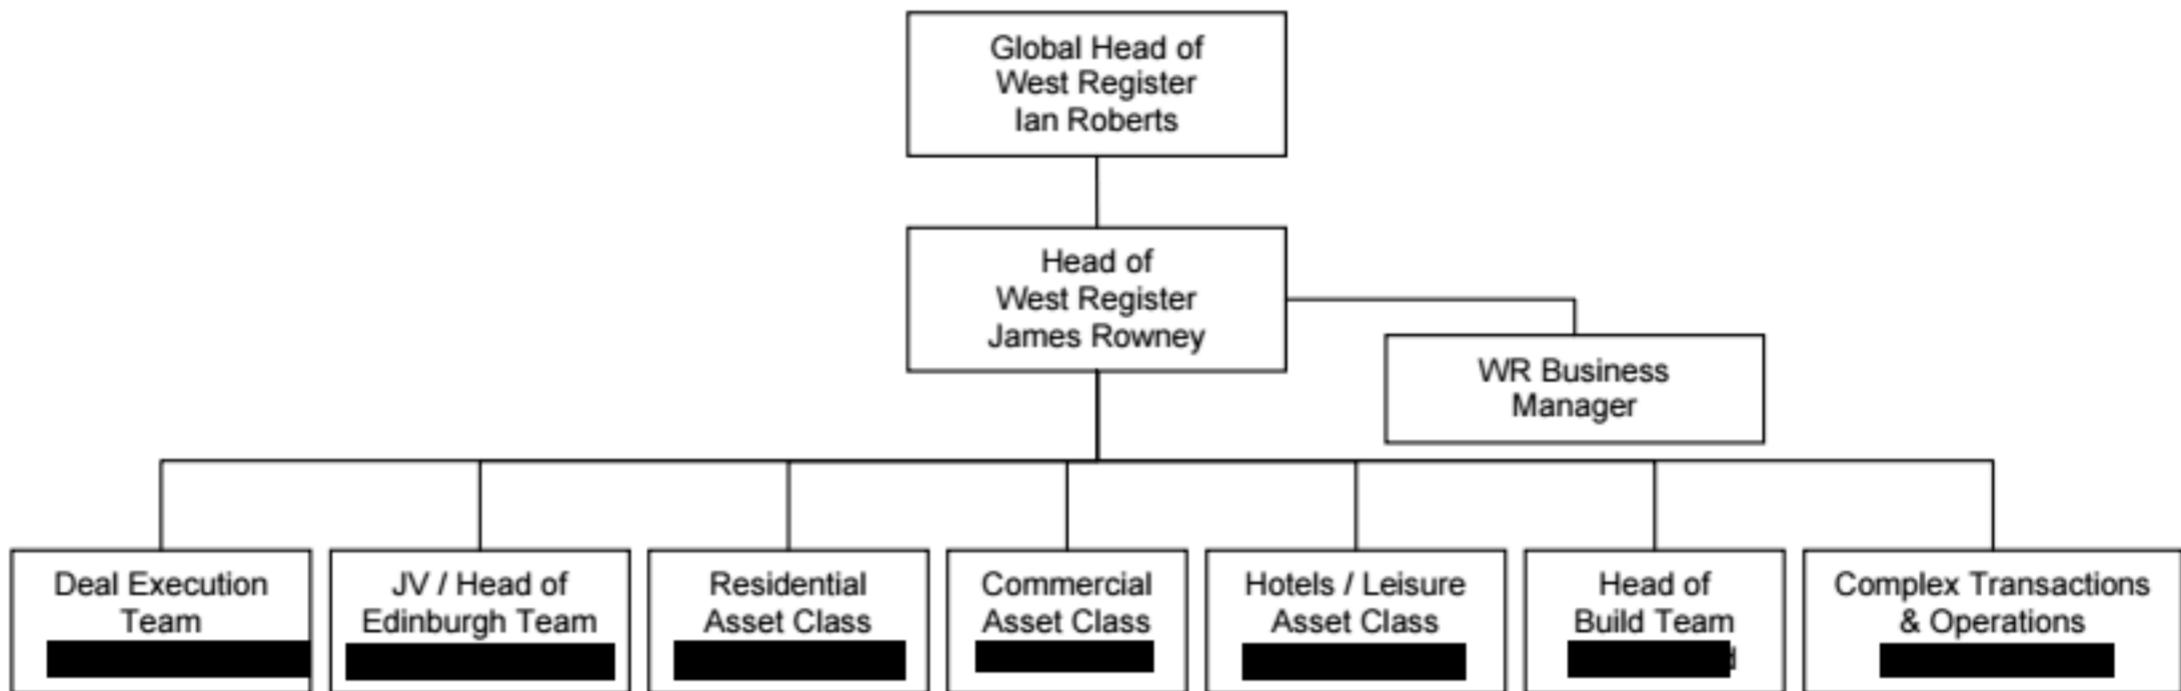 Global Head of
West Register
Ian Roberts
Head of
West Register
James Rowney
WR Business
Manager
Deal Execution
Team
JV / Head of
Edinburgh Team
Residential
Asset Class
Commercial
Asset Class
Hotels / Leisure
Asset Class
Head of
Build Team
Complex Transactions
& Operations